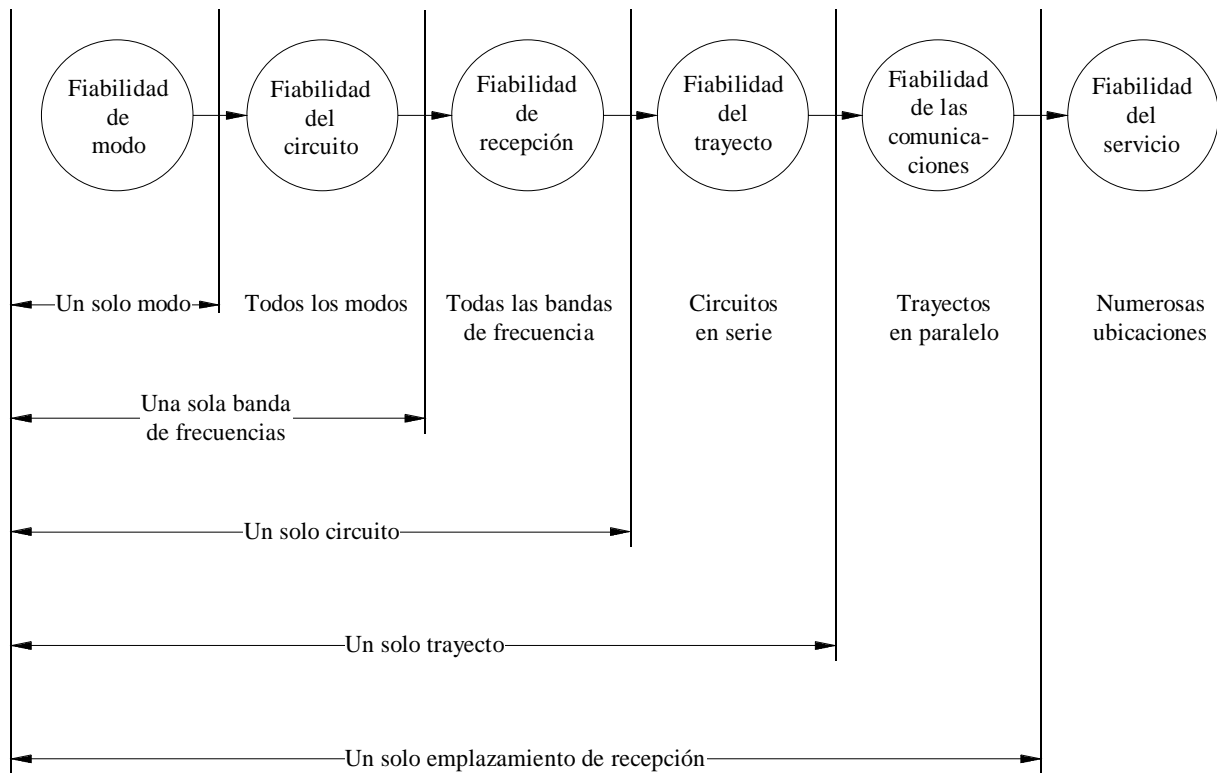 Fiabilidad
de
modo
Fiabilidad
del
circuito
Fiabilidad
de
recepción
Fiabilidad
del
trayecto
Fiabilidad
de las
comunica-
ciones
Fiabilidad
del
servicio
Un solo modo
Todos los modos
Todas las bandas
de frecuencia
Circuitos
en serie
Trayectos
en paralelo
Numerosas
ubicaciones
Una sola banda
de frecuencias
Un solo circuito
Un solo trayecto
Un solo emplazamiento de recepción